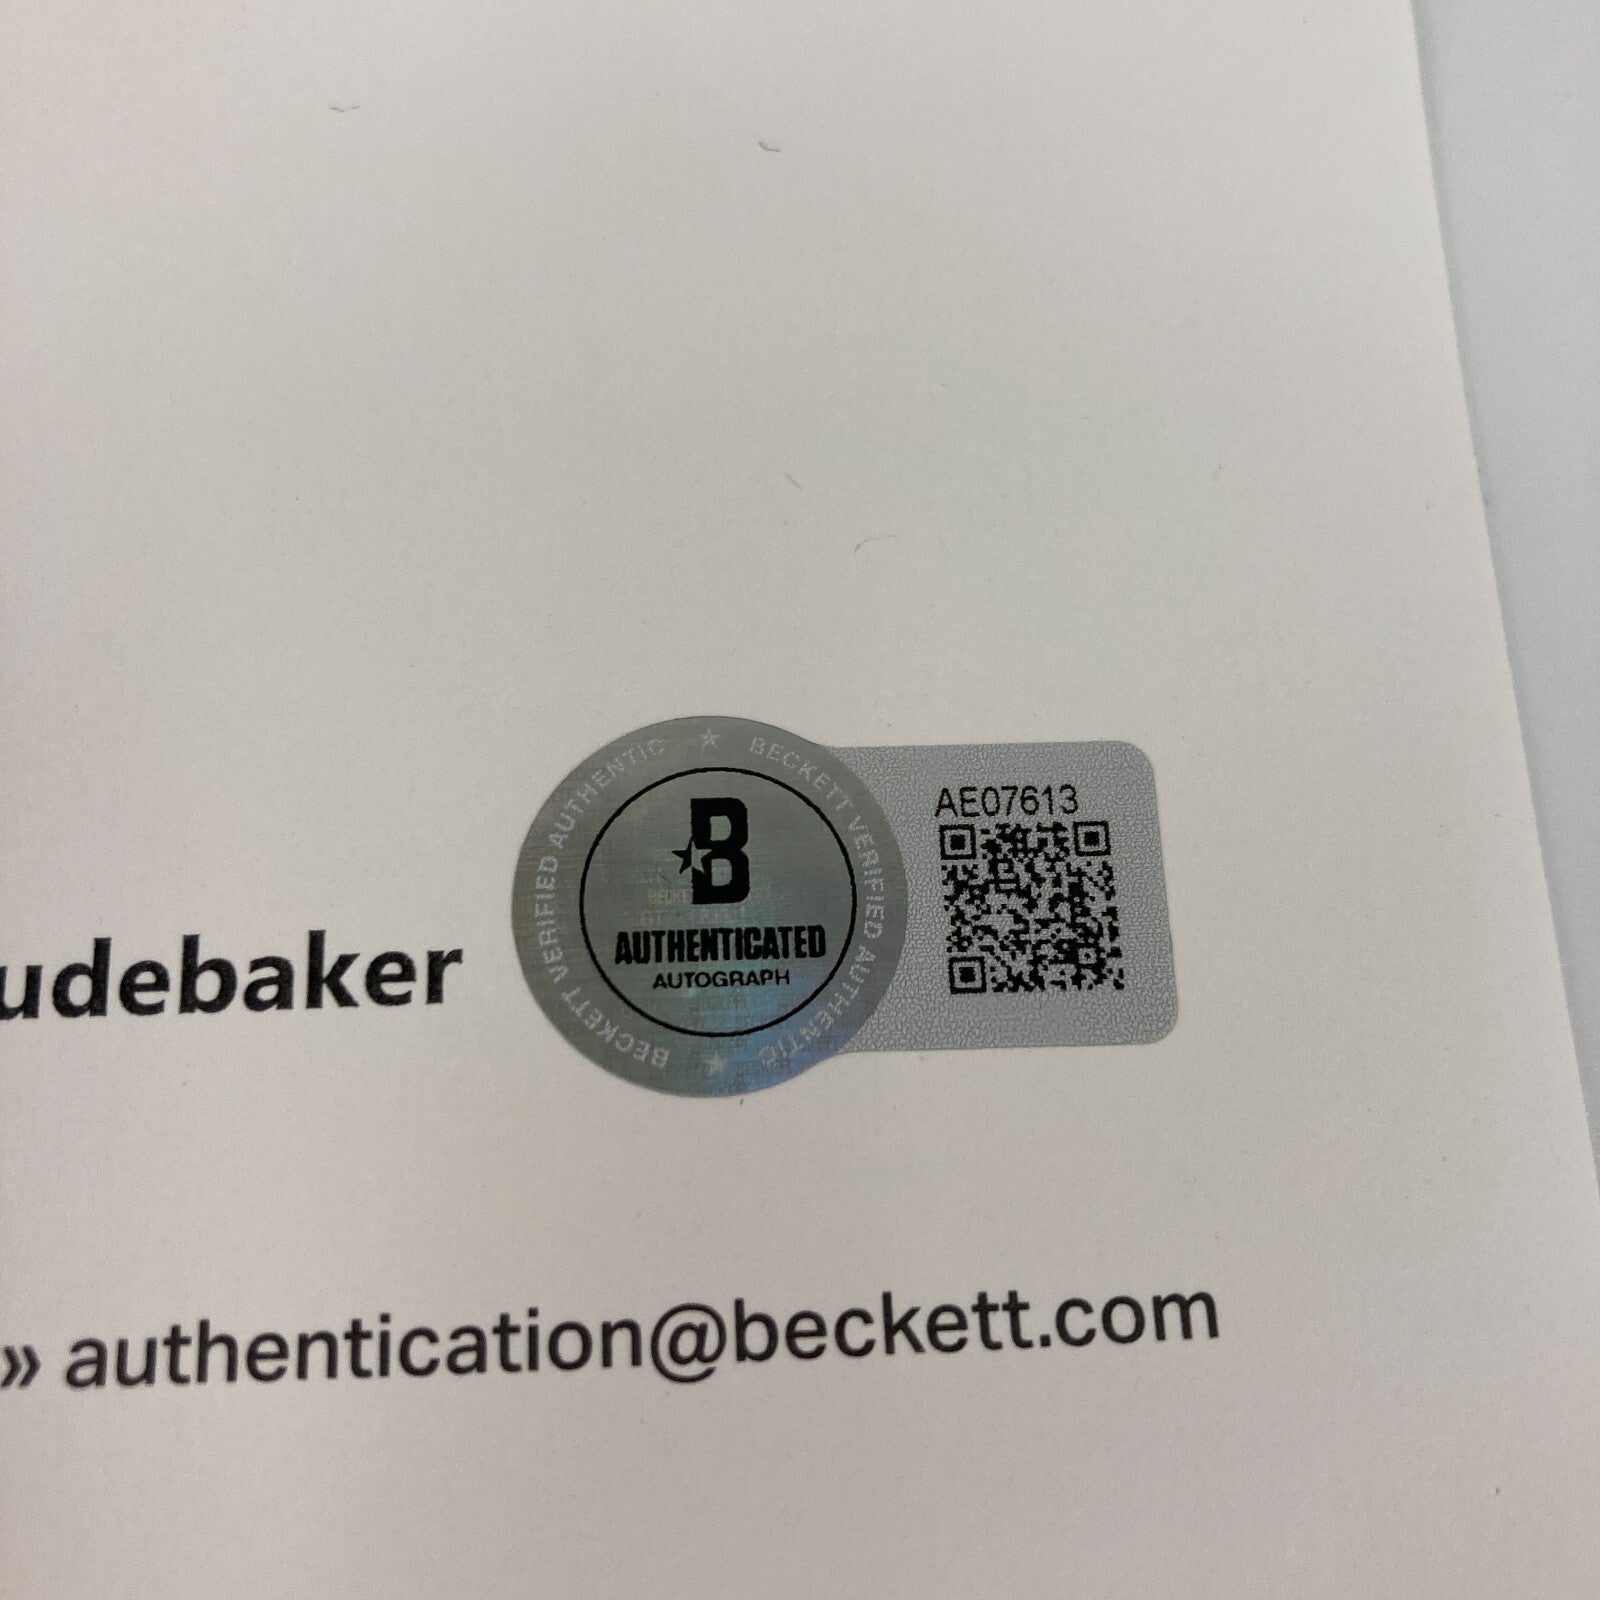 BECKETT VERIFIED AUTHENTIC ★ BECKETT VERIFIED AUTHENTIC ★
B
AUTHENTICATED
AUTOGRAPH
AE07613
udebaker
» authentication@beckett.com